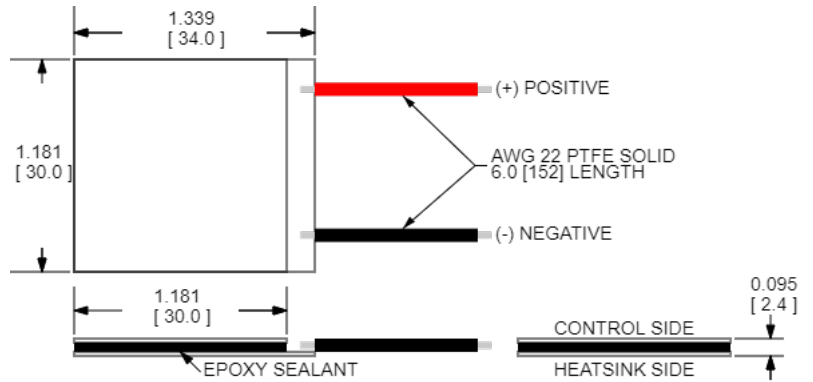 1.339
[ 34.0 ]
(+) POSITIVE
1.181
[ 30.0 ]
AWG 22 PTFE SOLID
6.0 [152] LENGTH
(-) NEGATIVE
1.181
[ 30.0 ]
0.095
[ 2.4 ]
CONTROL SIDE
EPOXY SEALANT
HEATSINK SIDE